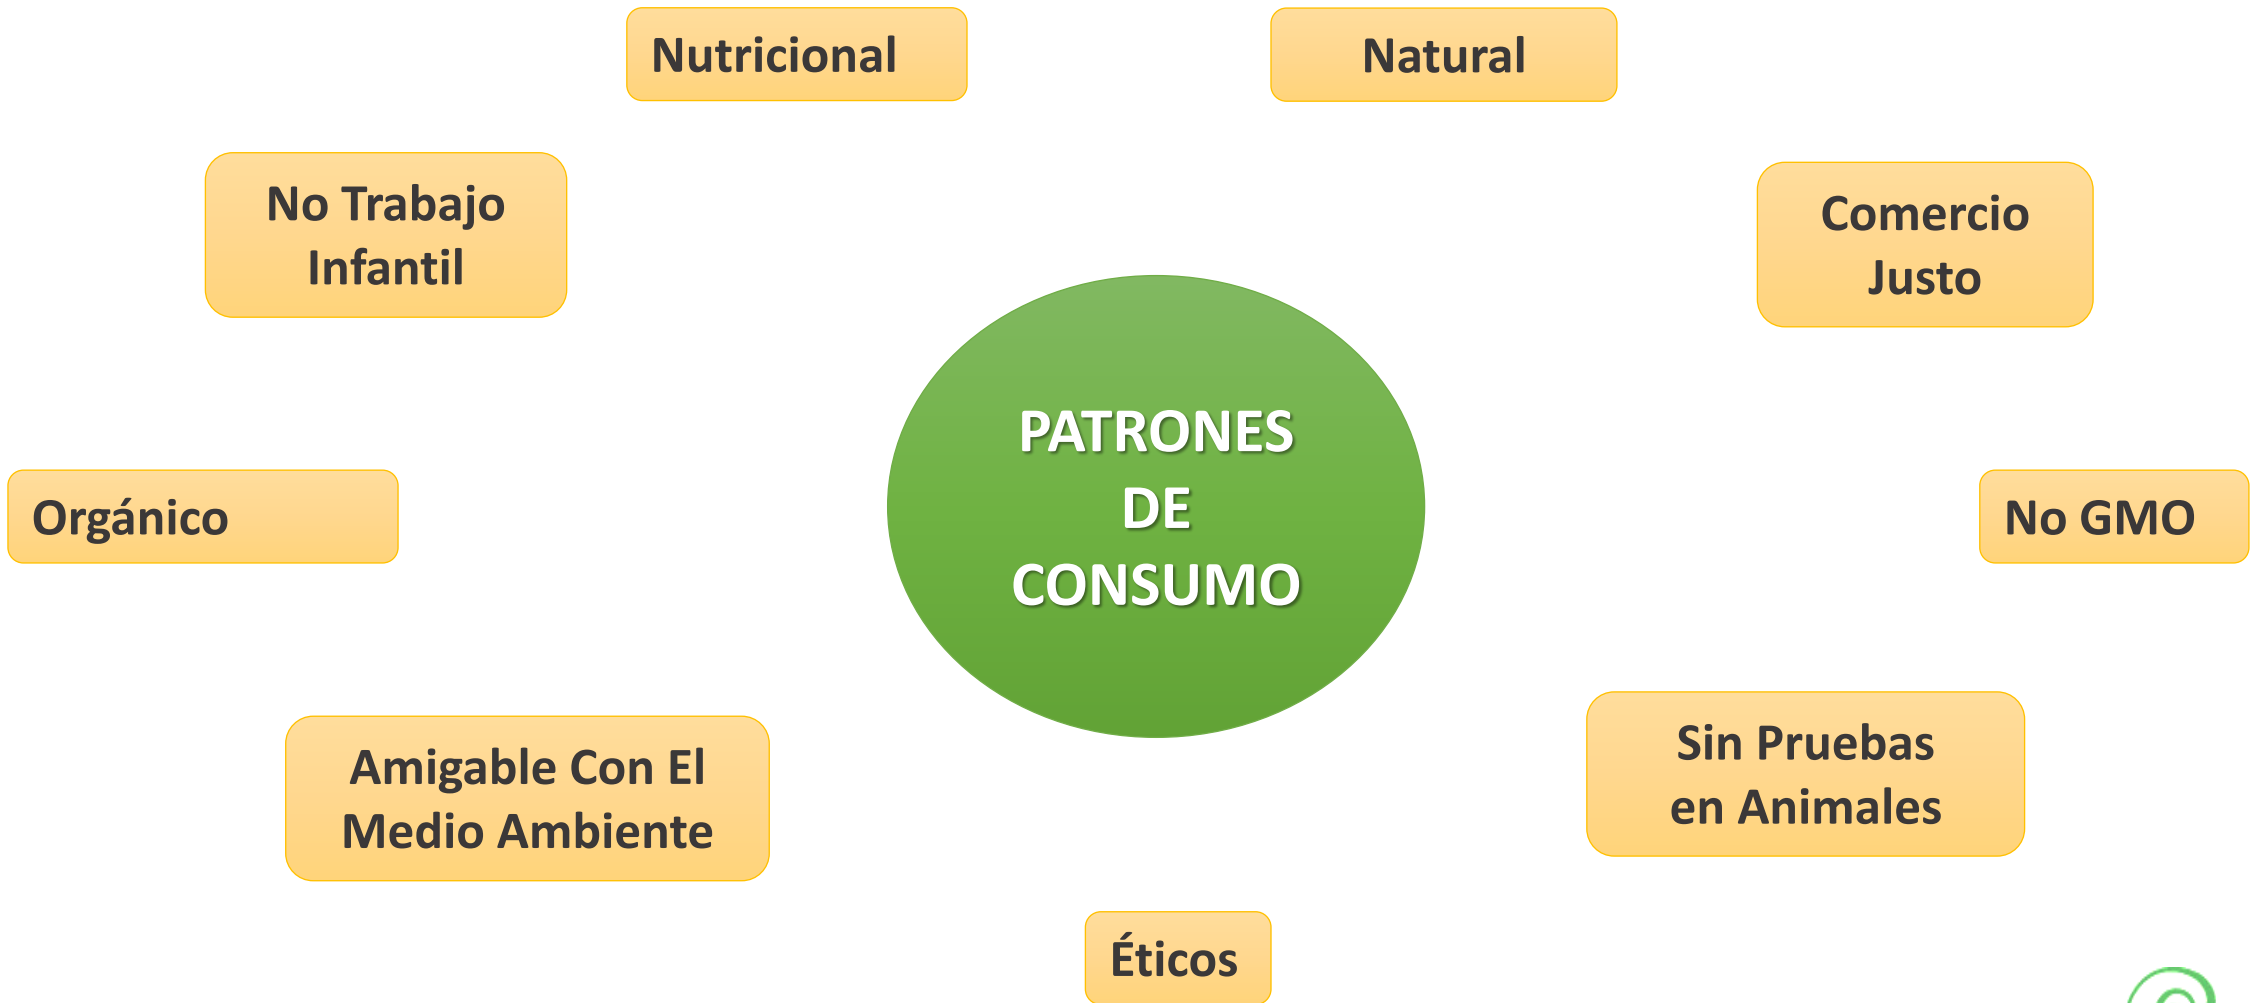 Nutricional
Natural
No Trabajo
Infantil
Comercio
Justo
PATRONES
DE
CONSUMO
Orgánico
No GMO
Amigable Con El
Medio Ambiente
Sin Pruebas
en Animales
Éticos